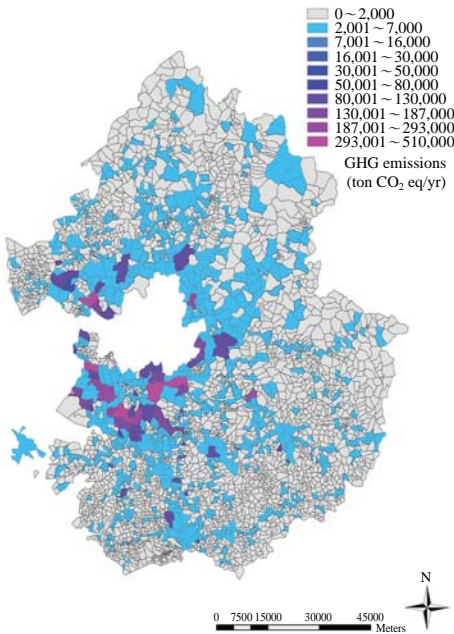 0~2,000
2,001~7,000
7,001~16,000
16,001~30,000
30,001~50,000
50,001~80,000
80,001~130,000
130,001~187,000
187,001~293,000
293,001~510,000
GHG emissions
(ton CO₂ eq/yr)
N
0 7500 15000 30000 45000
Meters